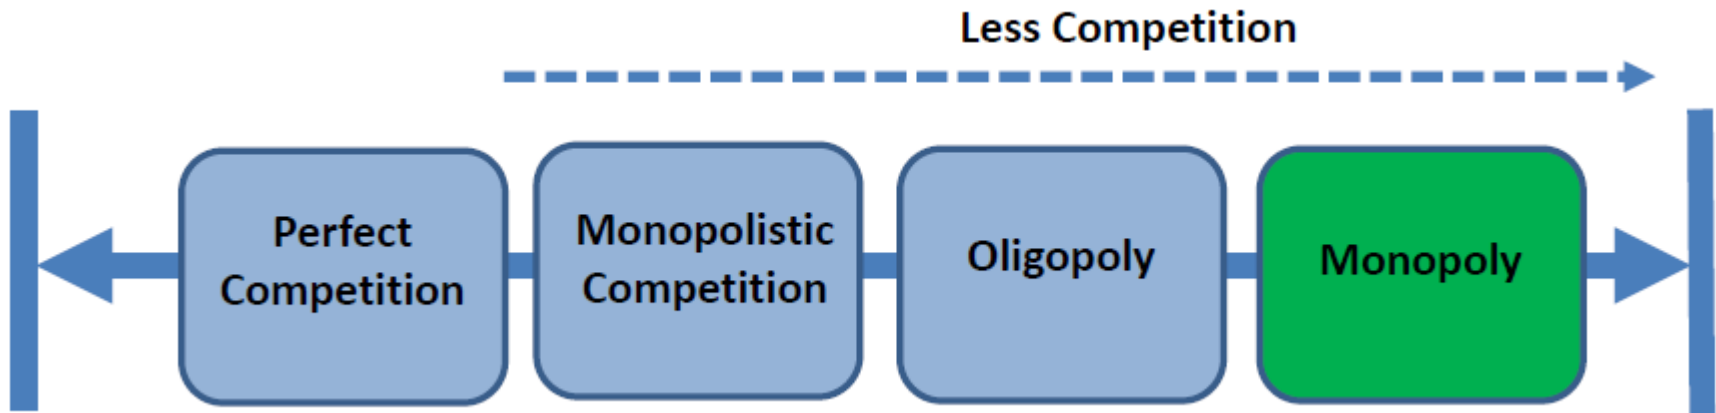 Less Competition
Perfect
Competition
Monopolistic
Competition
Oligopoly
Monopoly